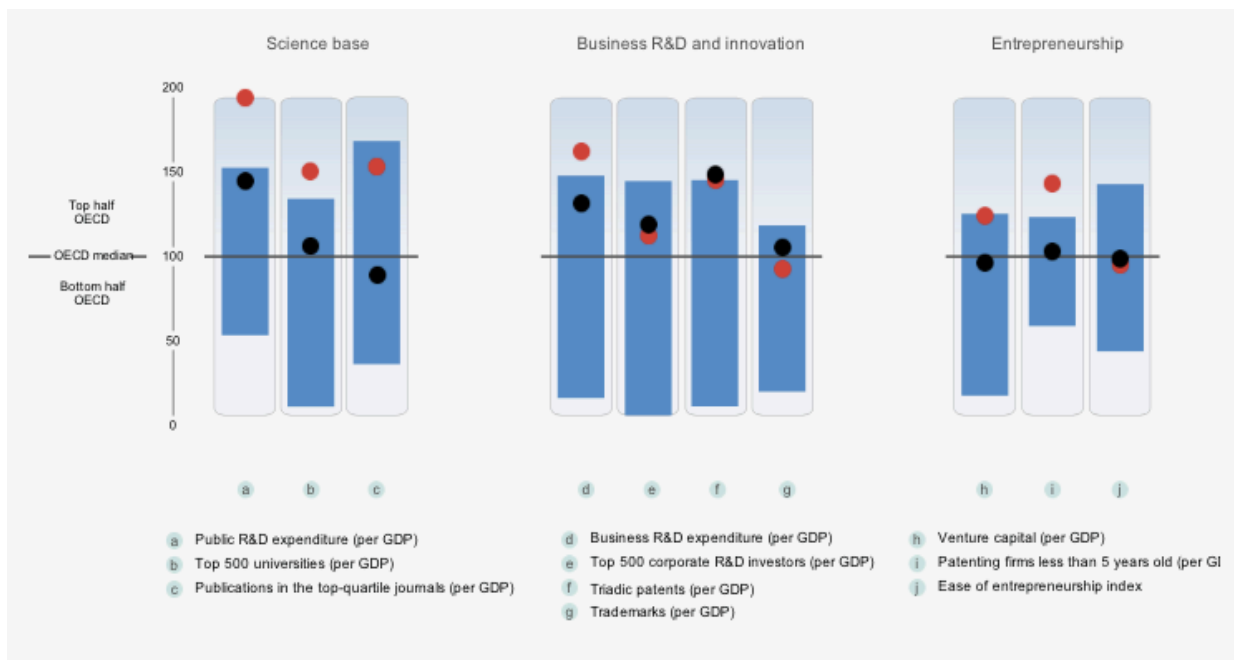 Science base
Business R&D and innovation
Entrepreneurship
200
150
Top half
OECD
OECD median
100
Bottom half
OECD
50
0
a
b
c
d
e
f
g
h
i
j
a Public R&D expenditure (per GDP)
b Top 500 universities (per GDP)
c Publications in the top-quartile journals (per GDP)
d Business R&D expenditure (per GDP)
e Top 500 corporate R&D investors (per GDP)
f Triadic patents (per GDP)
g Trademarks (per GDP)
h Venture capital (per GDP)
i Patenting firms less than 5 years old (per
j Ease of entrepreneurship index